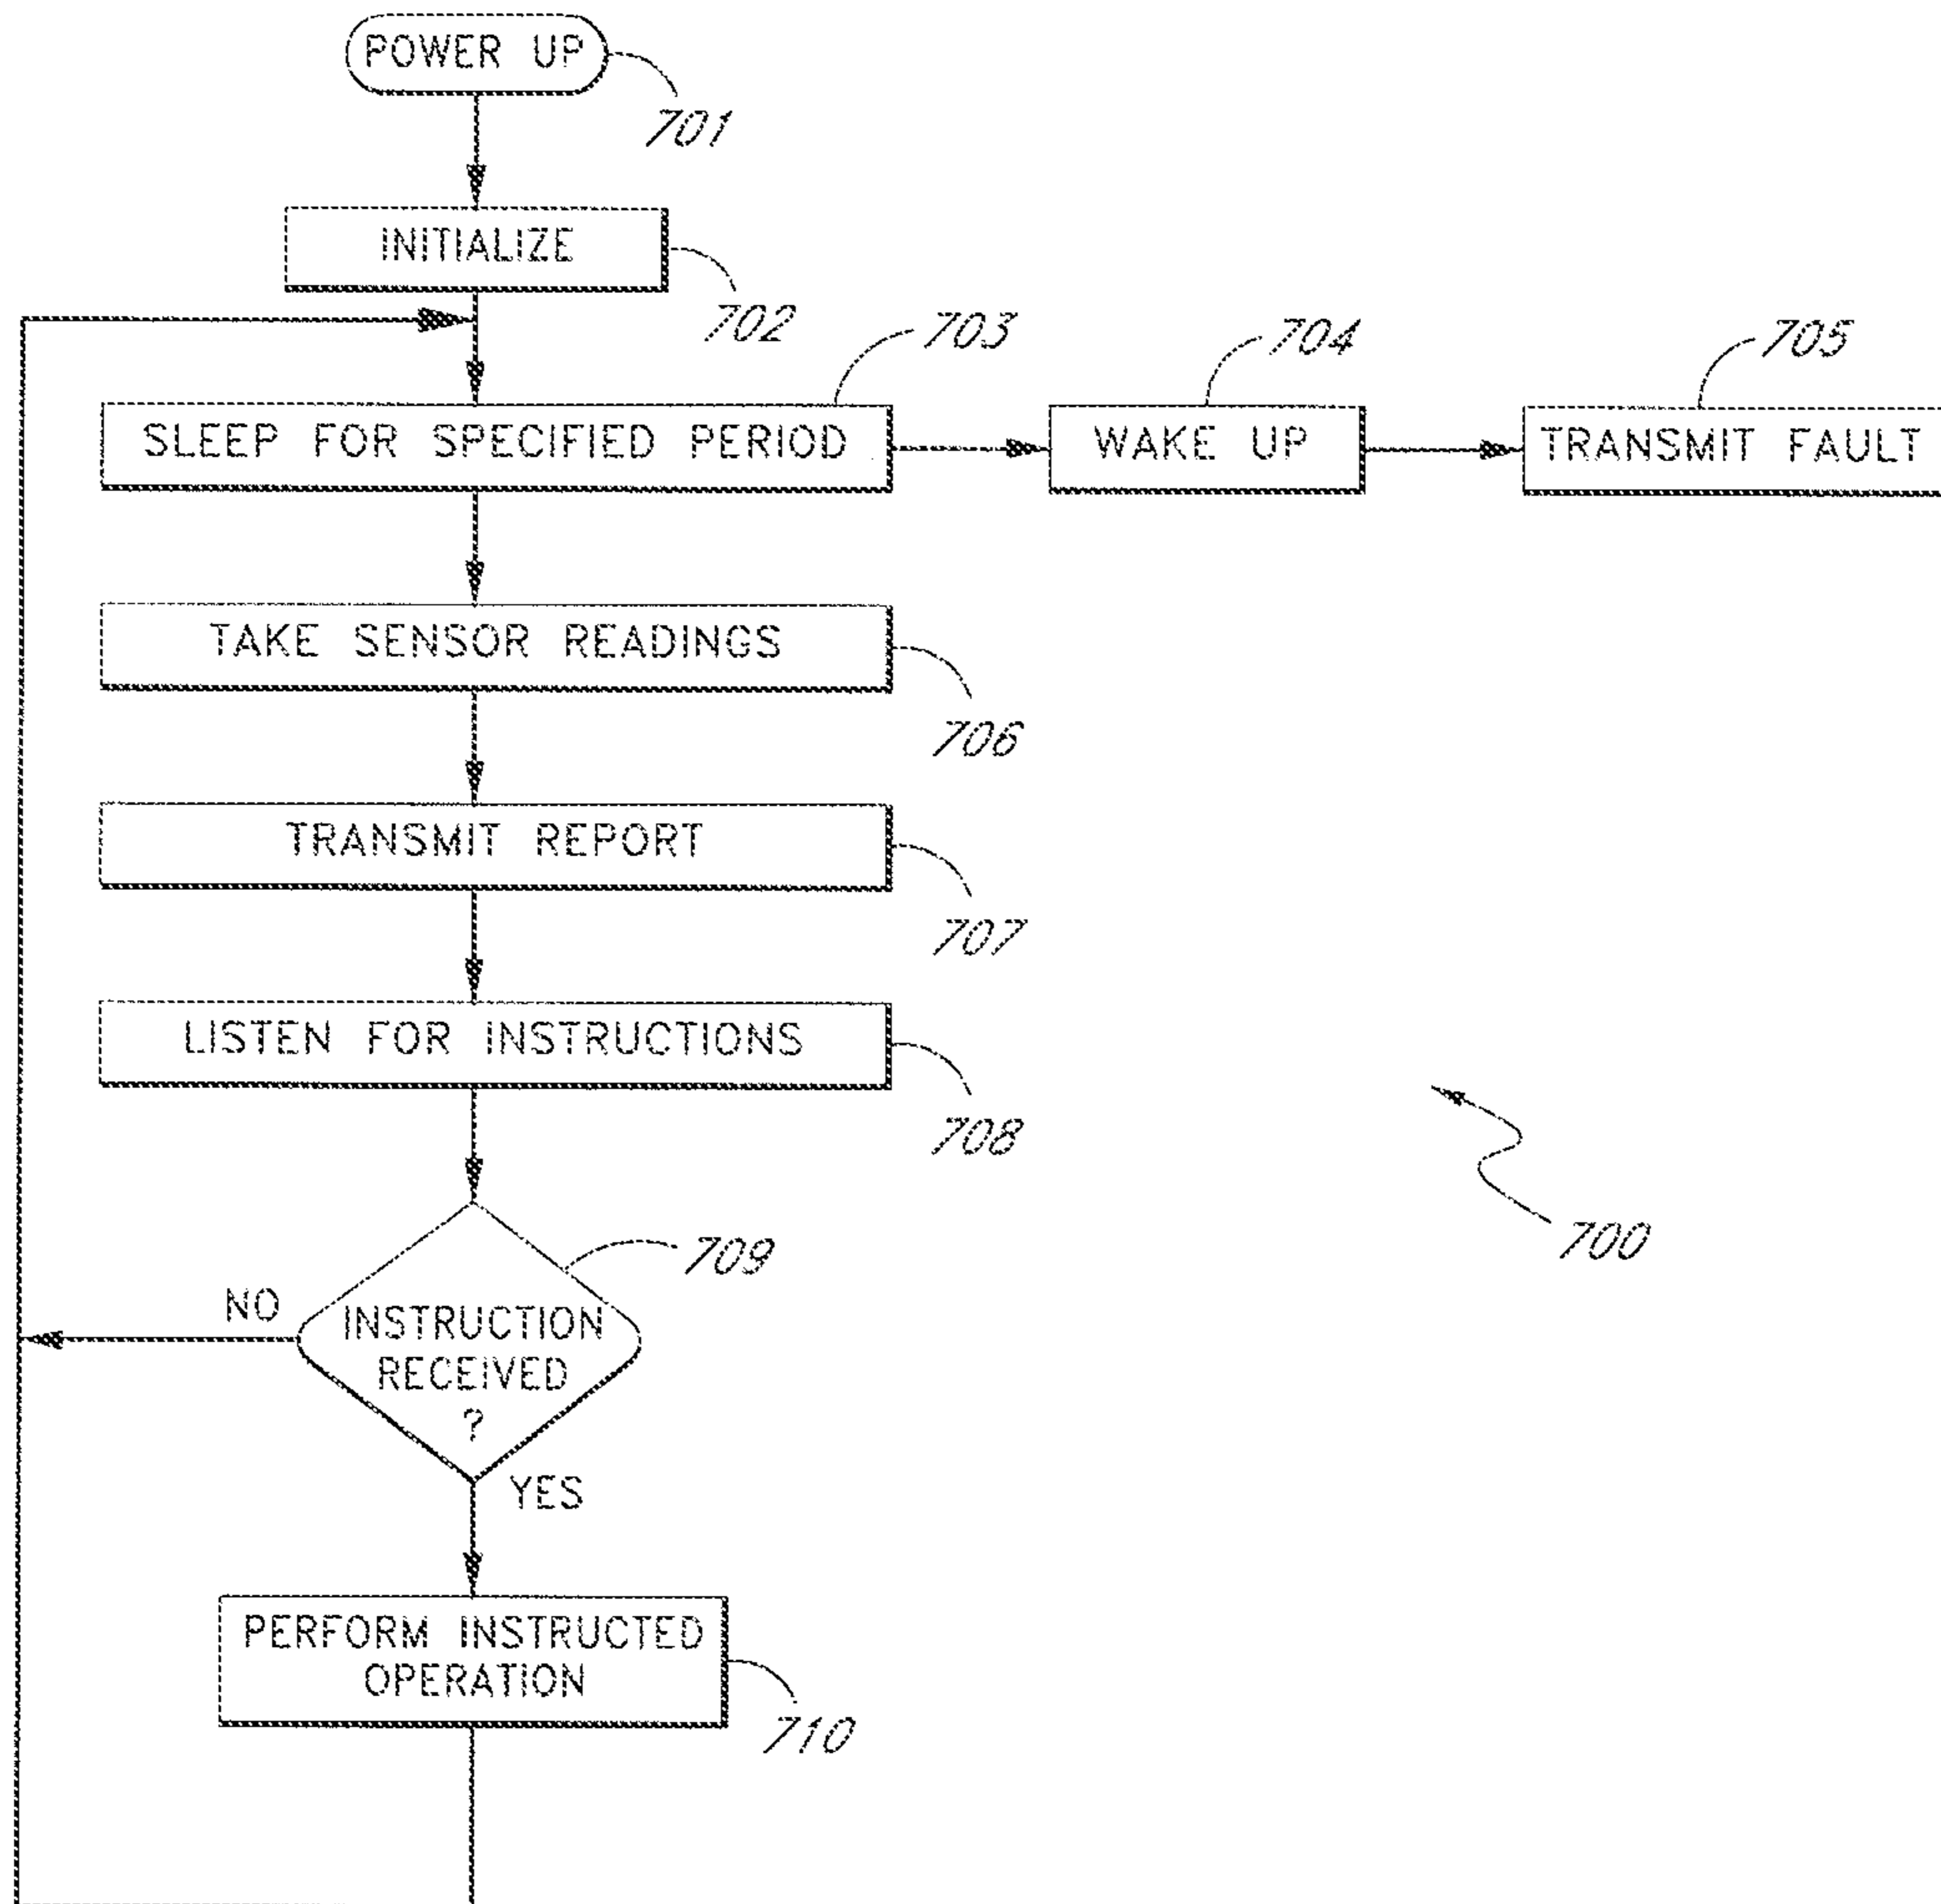 POWER UP
701
INITIALIZE
702
703
704
705
SLEEP FOR SPECIFIED PERIOD
WAKE UP
TRANSMIT FAULT
TAKE SENSOR READINGS
706
TRANSMIT REPORT
707
LISTEN FOR INSTRUCTIONS
708
709
700
NO
INSTRUCTION
RECEIVED
?
YES
PERFORM INSTRUCTED
OPERATION
710